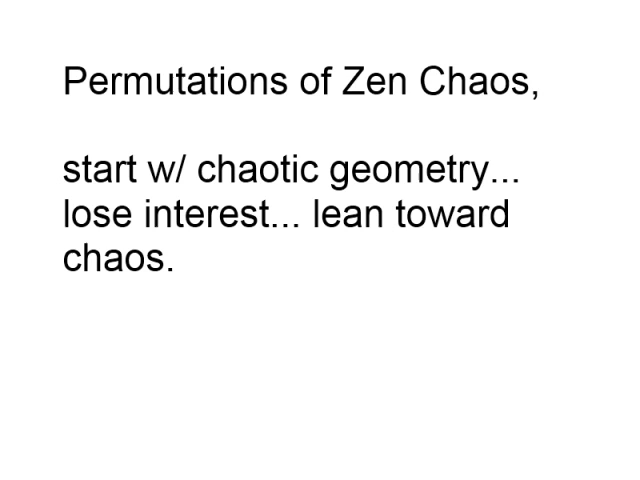 Permutations of Zen Chaos,
start w/ chaotic geometry...
lose interest... lean toward
chaos.